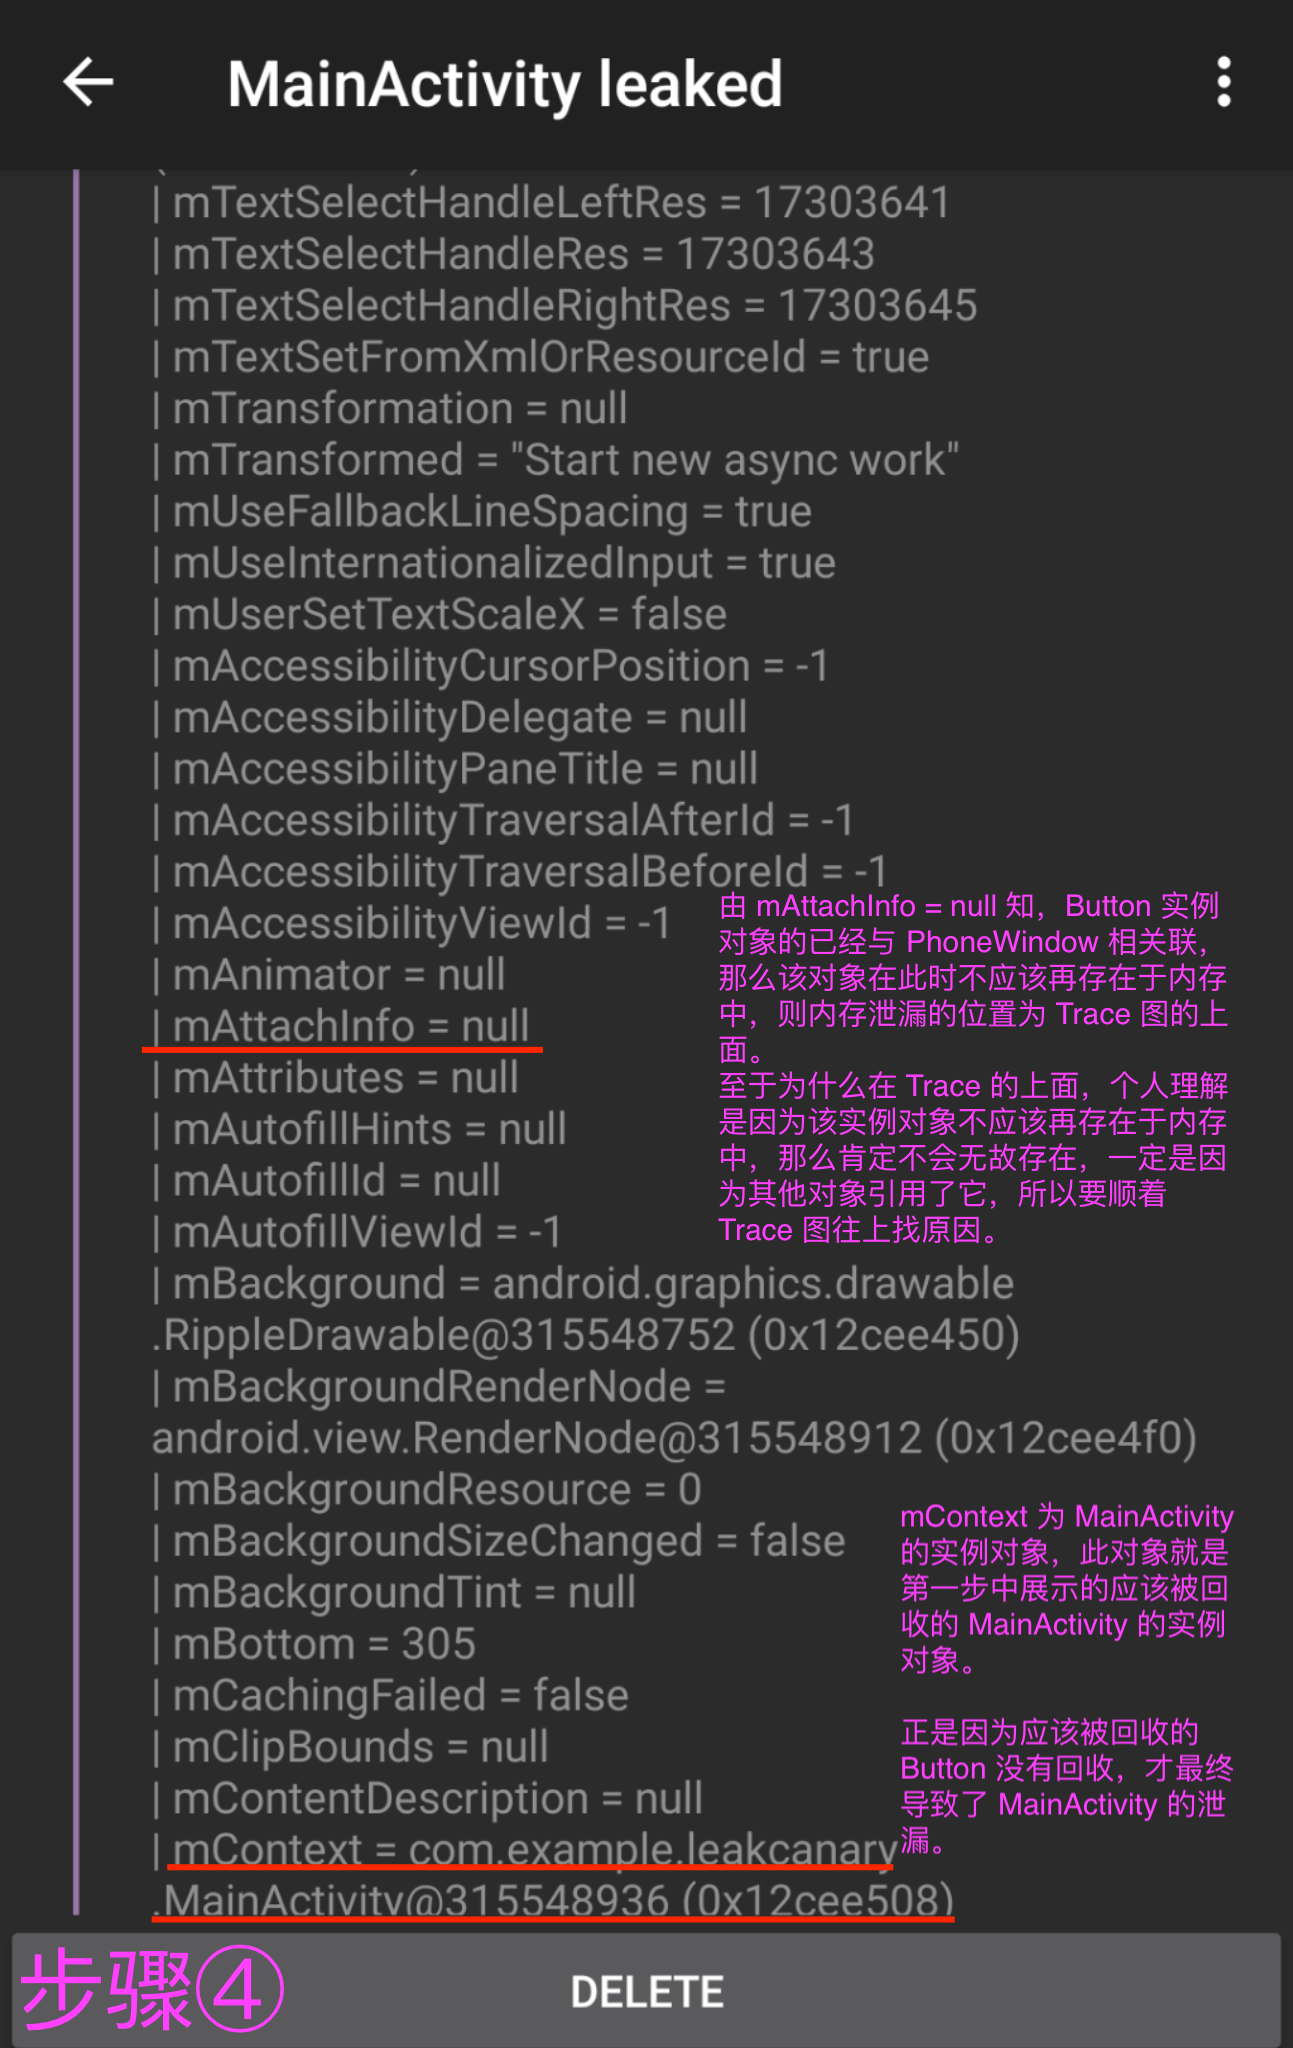 MainActivity leaked
| mTextSelectHandleLeftRes = 17303641
| mTextSelectHandleRes = 17303643
| mTextSelectHandleRightRes = 17303645
| mTextSetFromXmlOrResourceId = true
| mTransformation = null
| mTransformed = "Start new async work"
| mUseFallbackLineSpacing = true
| mUseInternationalizedInput = true
| mUserSetTextScaleX = false
| mAccessibilityCursorPosition = -1
| mAccessibilityDelegate = null
| mAccessibilityPaneTitle = null
| mAccessibilityTraversalAfterId = -1
| mAccessibilityTraversalBeforeId = -1
| mAccessibilityViewId = -1
| mAnimator = null
| mAttachInfo = null
| mAttributes = null
| mAutofillHints = null
| mAutofillId = null
| mAutofillViewId = -1
| mBackground = android.graphics.drawable
.RippleDrawable@315548752 (0x12cee450)
| mBackgroundRenderNode =
android.view.RenderNode@315548912 (0x12cee4f0)
| mBackgroundResource = 0
| mBackgroundSizeChanged = false
| mBackgroundTint = null
| mBottom = 305
| mCachingFailed = false
| mClipBounds = null
| mContentDescription = null
| mContext = com.example.leakcanary
.MainActivity@315548936 (0x12cee508)
由 mAttachInfo = null 知，Button 实例
对象的已经与 PhoneWindow 相关联，
那么该对象在此时不应该再存在于内存
中，则内存泄漏的位置为 Trace 图的上
面。
至于为什么在 Trace 的上面，个人理解
是因为该实例对象不应该再存在于内存
中，那么肯定不会无故存在，一定是因
为其他对象引用了它，所以要顺着
Trace 图往上找原因。
mContext 为 MainActivity
的实例对象，此对象就是
第一步中展示的应该被回
收的 MainActivity 的实例
对象。
正是因为应该被回收的
Button 没有回收，才最终
导致了 MainActivity 的泄
漏。
步骤④
DELETE